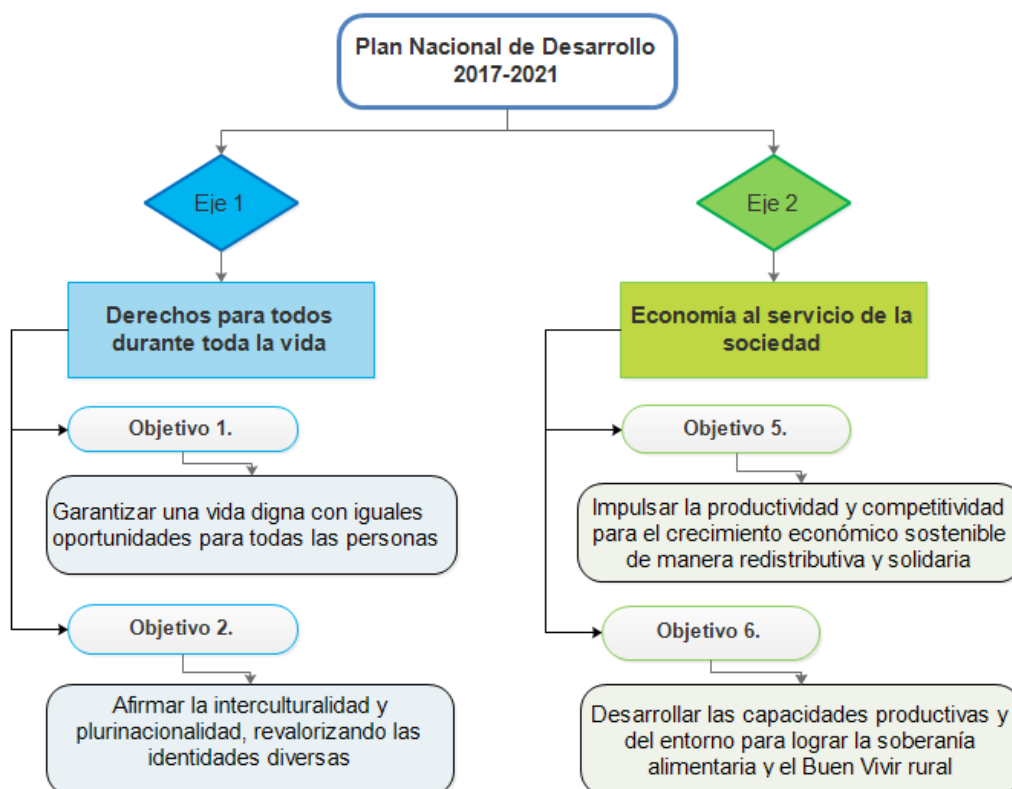 Plan Nacional de Desarrollo
2017-2021
Eje 1
Derechos para todos
durante toda la vida
Objetivo 1.
Garantizar una vida digna con iguales
oportunidades para todas las personas
Objetivo 2.
Afirmar la interculturalidad y
plurinacionalidad, revalorizando las
identidades diversas
Eje 2
Economía al servicio de la
sociedad
Objetivo 5.
Impulsar la productividad y competitividad
para el crecimiento económico sostenible
de manera redistributiva y solidaria
Objetivo 6.
Desarrollar las capacidades productivas y
del entorno para lograr la soberanía
alimentaria y el Buen Vivir rural